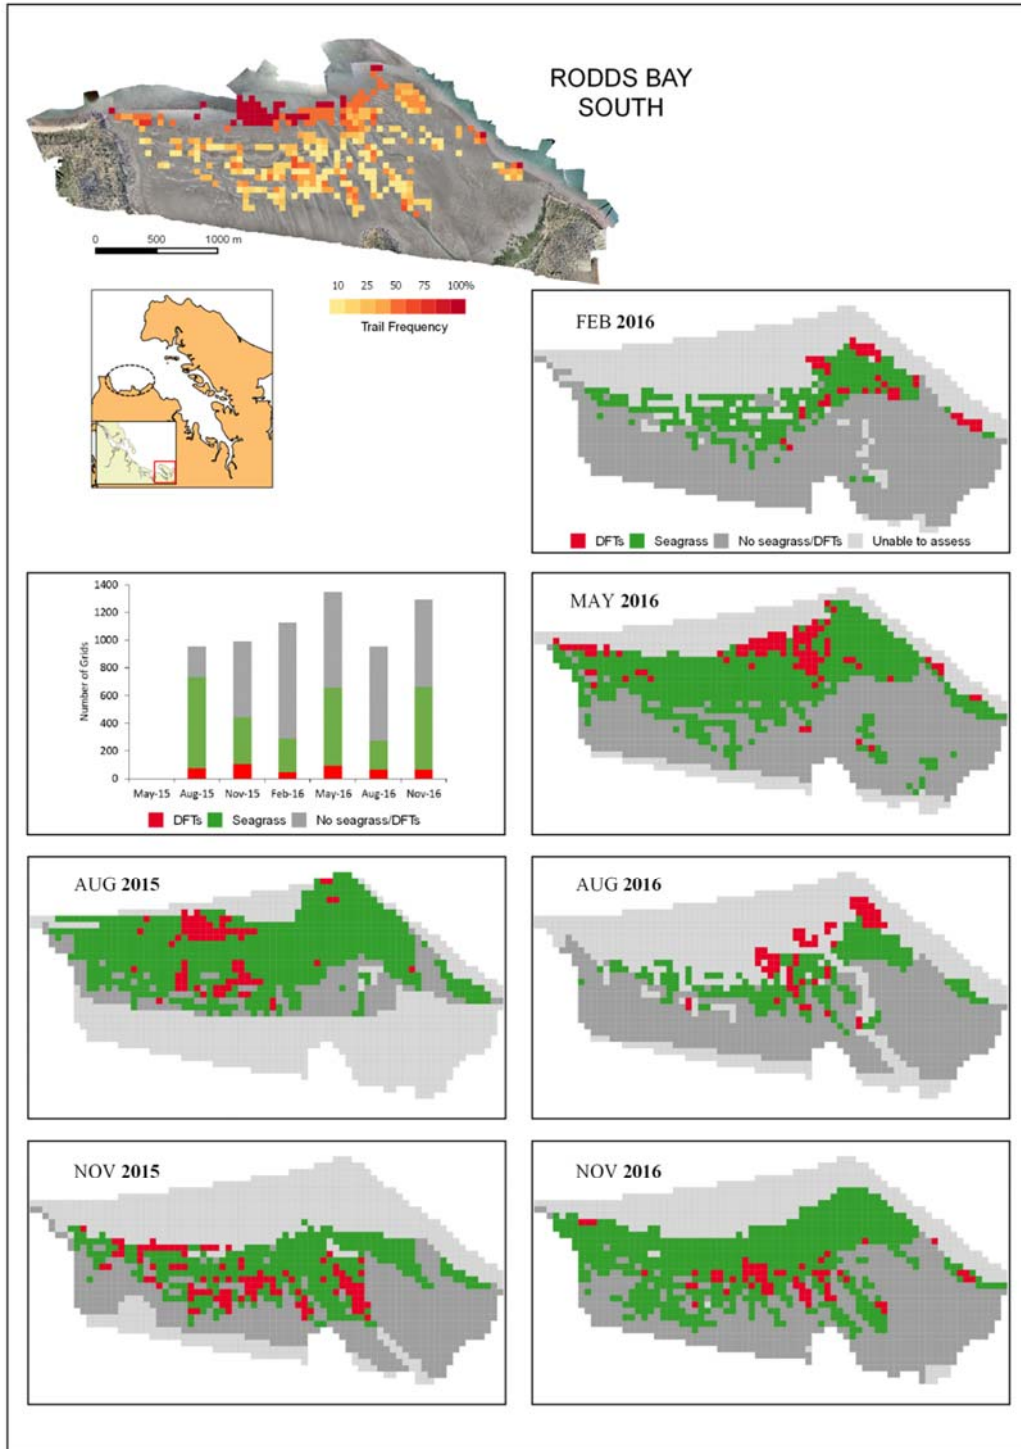 RODDS BAY
SOUTH
0 500 1000 m
10 25 50 75 100%
Trail Frequency
FEB 2016
DFTs Seagrass No seagrass/DFTs Unable to assess
1400
1200
1000
800
600
400
200
0
Number of Grids
May-15 Aug-15 Nov-15 Feb-16 May-16 Aug-16 Nov-16
DFTs Seagrass No seagrass/DFTs
MAY 2016
AUG 2015
AUG 2016
NOV 2015
NOV 2016